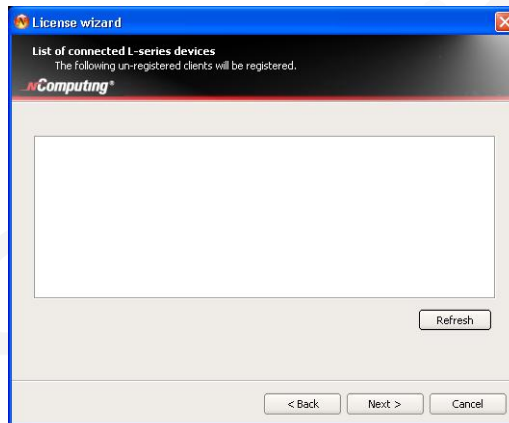 License wizard
List of connected L-series devices
The following un-registered clients will be registered.
NComputing®
Refresh
< Back
Next >
Cancel